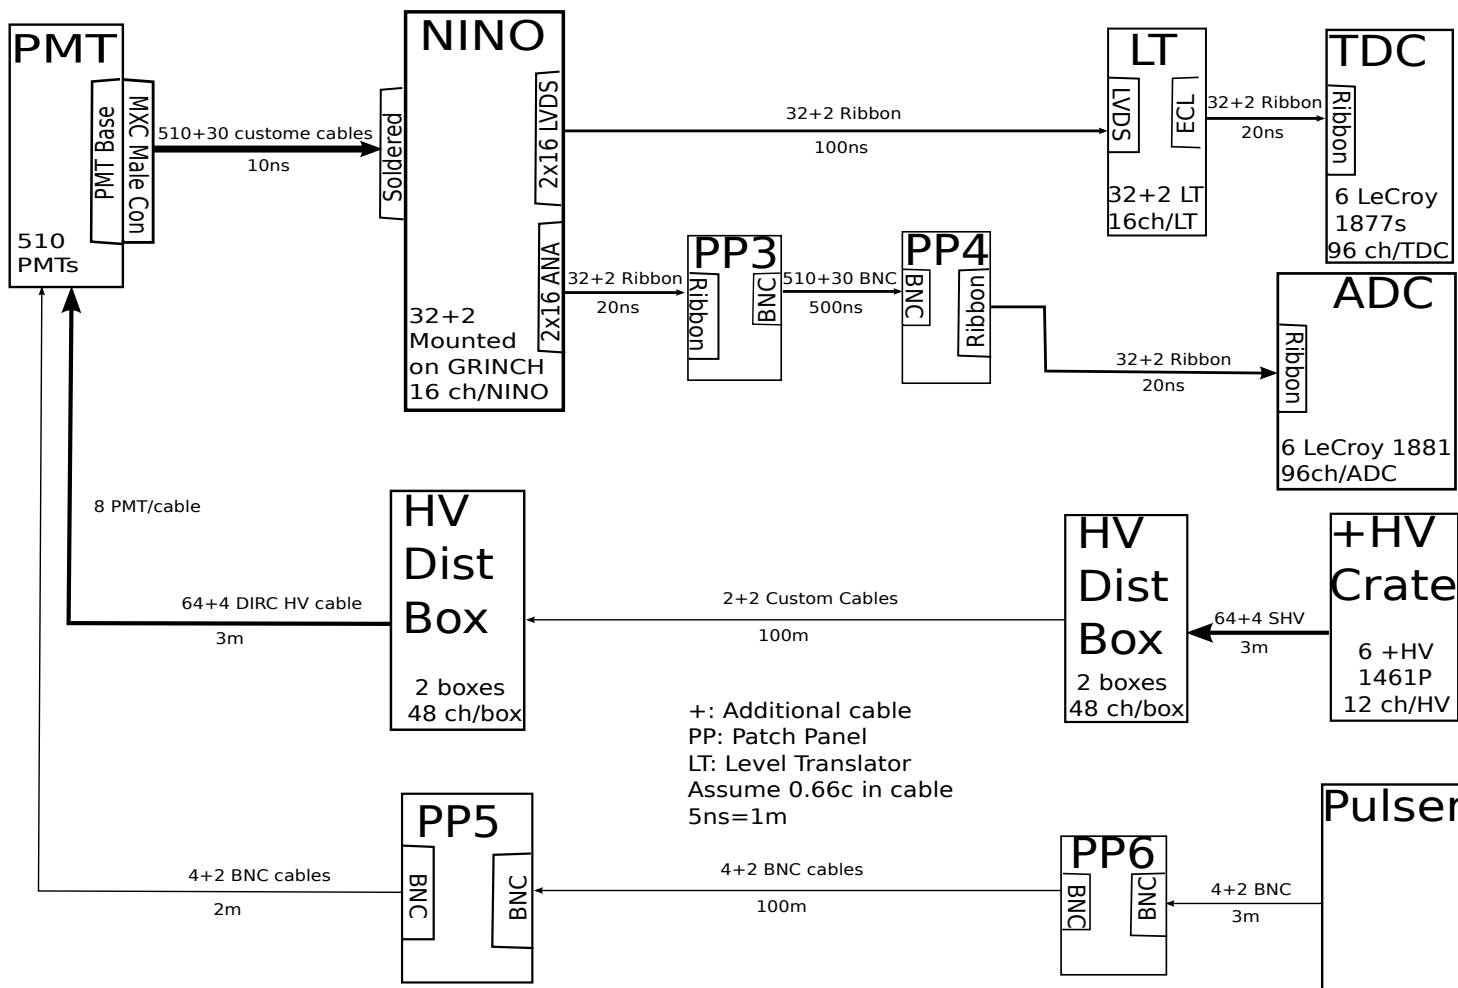 PMT
PMT Base
MXC Male Con
510
PMTs
510+30 custome cables
10ns
NINO
Soldered
2x16 LVDS
2x16 ANA
32+2
Mounted
on GRINCH
16 ch/NINO
32+2 Ribbon
100ns
LT
LVDS
ECL
32+2 LT
16ch/LT
32+2 Ribbon
20ns
TDC
Ribbon
6 LeCroy
1877s
96 ch/TDC
32+2 Ribbon
20ns
PP3
Ribbon
BNC
510+30 BNC
500ns
PP4
BNC
Ribbon
32+2 Ribbon
20ns
ADC
Ribbon
6 LeCroy 1881
96ch/ADC
8 PMT/cable
64+4 DIRC HV cable
3m
HV
Dist
Box
2 boxes
48 ch/box
2+2 Custom Cables
100m
HV
Dist
Box
2 boxes
48 ch/box
64+4 SHV
3m
+HV
Crate
6 +HV
1461P
12 ch/HV
+: Additional cable
PP: Patch Panel
LT: Level Translator
Assume 0.66c in cable
5ns=1m
4+2 BNC cables
2m
PP5
BNC
BNC
4+2 BNC cables
100m
PP6
BNC
BNC
4+2 BNC
3m
Pulser